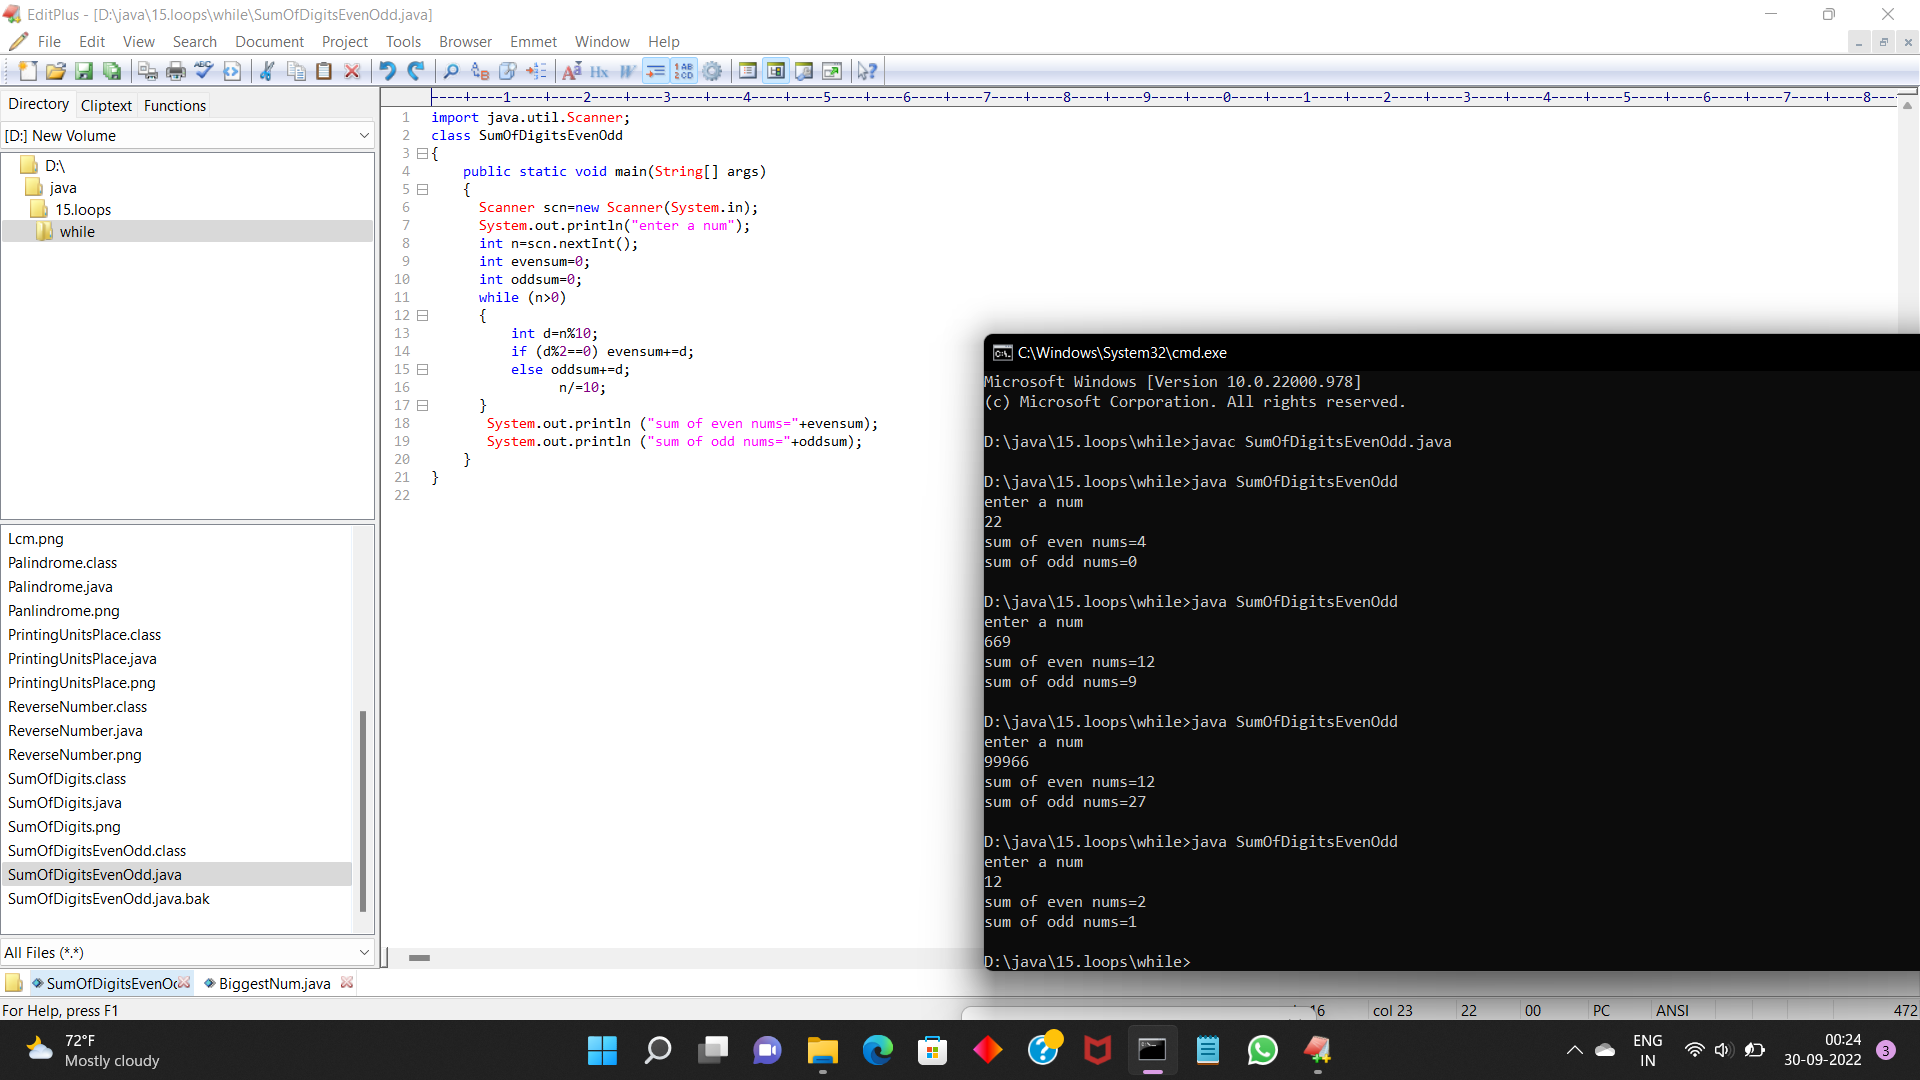 EditPlus - [D:\java\15.loops\while\SumOfDigitsEvenOdd.java]
File Edit View Search Document Project Tools Browser Emmet Window Help
Directory Cliptext Functions
[D:] New Volume
D:\
java
15.loops
while
Lcm.png
Palindrome.class
Palindrome.java
Panlindrome.png
PrintingUnitsPlace.class
PrintingUnitsPlace.java
PrintingUnitsPlace.png
ReverseNumber.class
ReverseNumber.java
ReverseNumber.png
SumOfDigits.class
SumOfDigits.java
SumOfDigits.png
SumOfDigitsEvenOdd.class
SumOfDigitsEvenOdd.java
SumOfDigitsEvenOdd.java.bak
All Files (*.*)
----+----1----+----2----+----3----+----4----+----5----+----6----+----7----+----8----+----9----+----0----+----1----+----2----+----3----+----4----+----5----+----6----+----7----+----8---
1 import java.util.Scanner;
2 class SumOfDigitsEvenOdd
3 {
4 public static void main(String[] args)
5 {
6 Scanner scn=new Scanner(System.in);
7 System.out.println("enter a num");
8 int n=scn.nextInt();
9 int evensum=0;
10 int oddsum=0;
11 while (n>0)
12 {
13 int d=n%10;
14 if (d%2==0) evensum+=d;
15 else oddsum+=d;
16 n/=10;
17 }
18 System.out.println ("sum of even nums="+evensum);
19 System.out.println ("sum of odd nums="+oddsum);
20 }
21 }
22
C:\Windows\System32\cmd.exe
Microsoft Windows [Version 10.0.22000.978]
(c) Microsoft Corporation. All rights reserved.
D:\java\15.loops\while>javac SumOfDigitsEvenOdd.java
D:\java\15.loops\while>java SumOfDigitsEvenOdd
enter a num
22
sum of even nums=4
sum of odd nums=0
D:\java\15.loops\while>java SumOfDigitsEvenOdd
enter a num
669
sum of even nums=12
sum of odd nums=9
D:\java\15.loops\while>java SumOfDigitsEvenOdd
enter a num
99966
sum of even nums=12
sum of odd nums=27
D:\java\15.loops\while>java SumOfDigitsEvenOdd
enter a num
12
sum of even nums=2
sum of odd nums=1
D:\java\15.loops\while>
SumOfDigitsEvenO BiggestNum.java
For Help, press F1 16 col 23 22 00 PC ANSI 472
72°F
Mostly cloudy
ENG
IN
00:24
30-09-2022
3